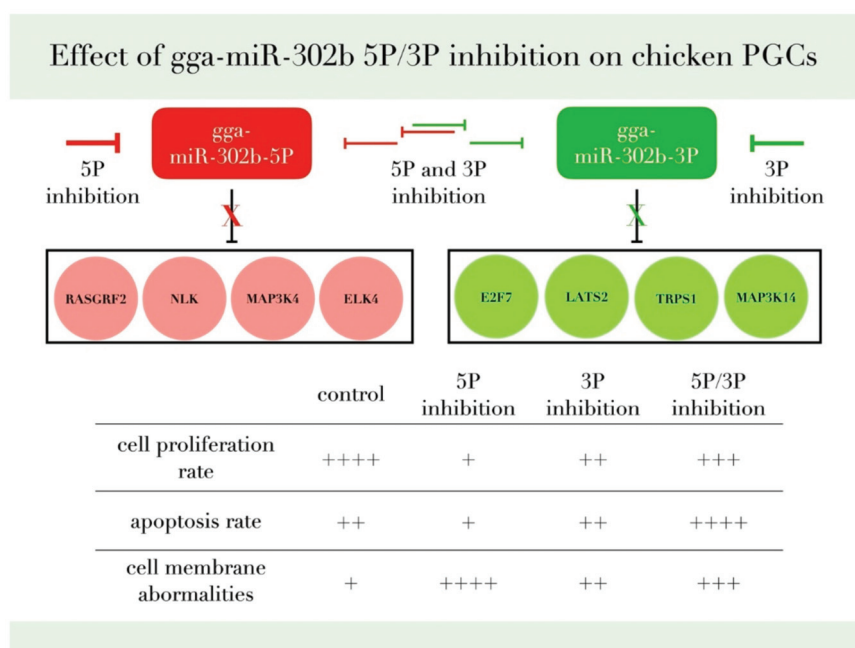 Effect of gga-miR-302b 5P/3P inhibition on chicken PGCs
gga-
miR-302b-5P
gga-
miR-302b-3P
5P
inhibition
5P and 3P
inhibition
3P
inhibition
X
X
RASGRF2
NLK
MAP3K4
ELK4
E2F7
LATS2
TRPS1
MAP3K14
control
5P
inhibition
3P
inhibition
5P/3P
inhibition
cell proliferation
rate
++++
+
++
+++
apoptosis rate
++
+
++
++++
cell membrane
abormalities
+
++++
++
+++